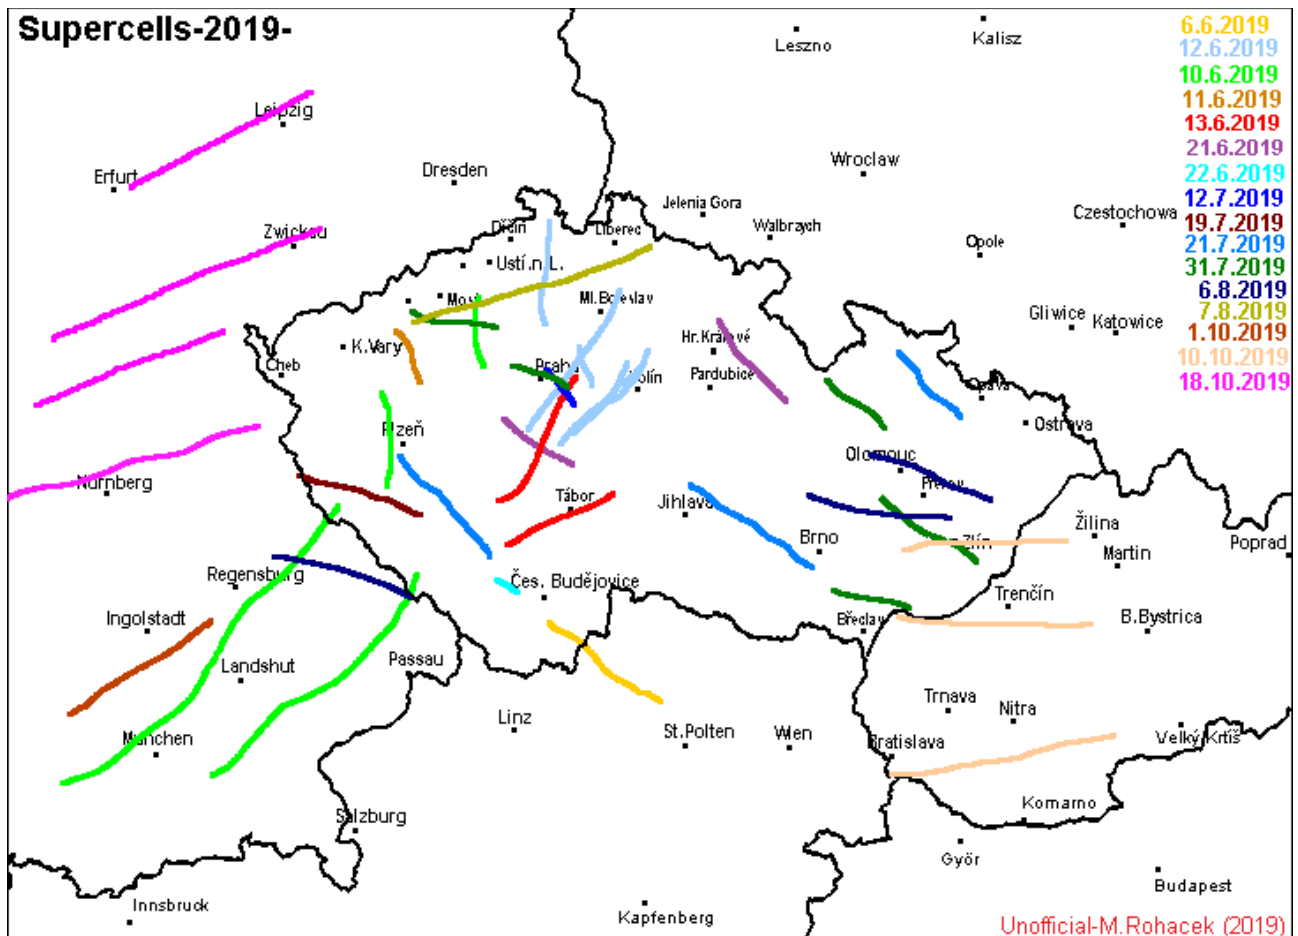 Supercells-2019-
6.6.2019
12.6.2019
10.6.2019
11.6.2019
13.6.2019
21.6.2019
22.6.2019
12.7.2019
19.7.2019
21.7.2019
31.7.2019
6.8.2019
7.8.2019
1.10.2019
10.10.2019
18.10.2019
Leszno
Kalisz
Leipzig
Erfurt
Dresden
Wroclaw
Jelenia Gora
Czestochowa
Zwickau
Děčín
Liberec
Walbrzych
Opole
Ustí.n.L.
Most
Ml.Boleslav
Gliwice
Katowice
K.Vary
Hr.Králové
Cheb
Praha
Kolín
Pardubice
Opava
Plzeň
Ostrava
Olomouc
Nürnberg
Přerov
Tábor
Jihlava
Brno
Zlín
Žilina
Martin
Poprad
Regensburg
Čes. Budějovice
Trenčín
Ingolstadt
Břeclav
B.Bystrica
Landshut
Passau
Trnava
Nitra
Linz
St.Polten
Wien
Munchen
Bratislava
Velký Krtíš
Salzburg
Komarno
Györ
Budapest
Innsbruck
Kapfenberg
Unofficial-M.Rohacek (2019)